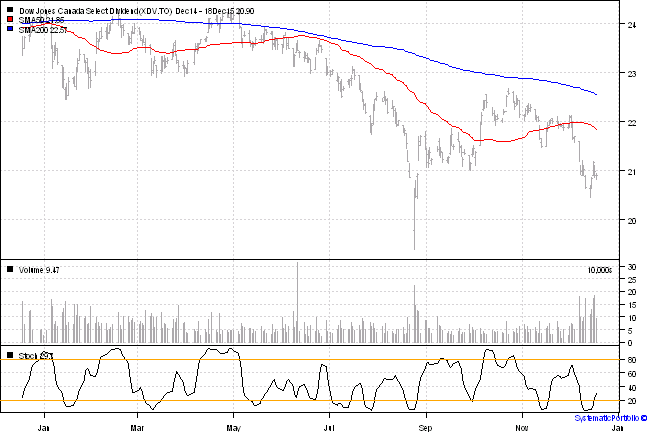 Dow Jones Canada Select Dividend(XDV.TO) Dec14 - 18Dec15 20.90
SMA50 21.86
SMA200 22.57
24
23
22
21
20
Volume 9.47
10,000s
30
25
20
15
10
5
0
80
60
40
20
Jan Mar May Jul Sep Nov Jan
SystematicPortfolio ©